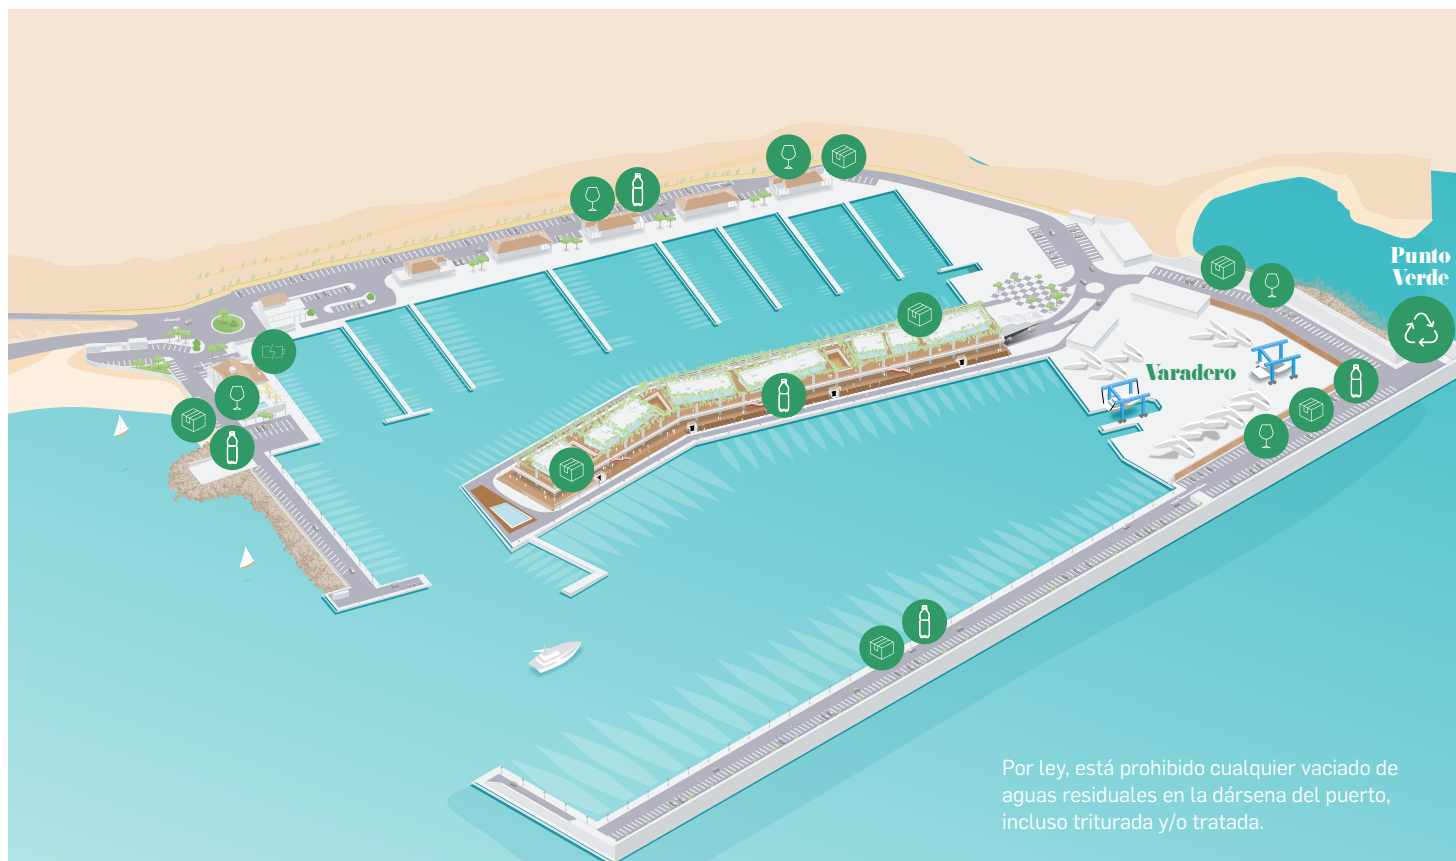 Punto
Verde
Varadero
Por ley, está prohibido cualquier vaciado de
aguas residuales en la dársena del puerto,
incluso triturada y/o tratada.